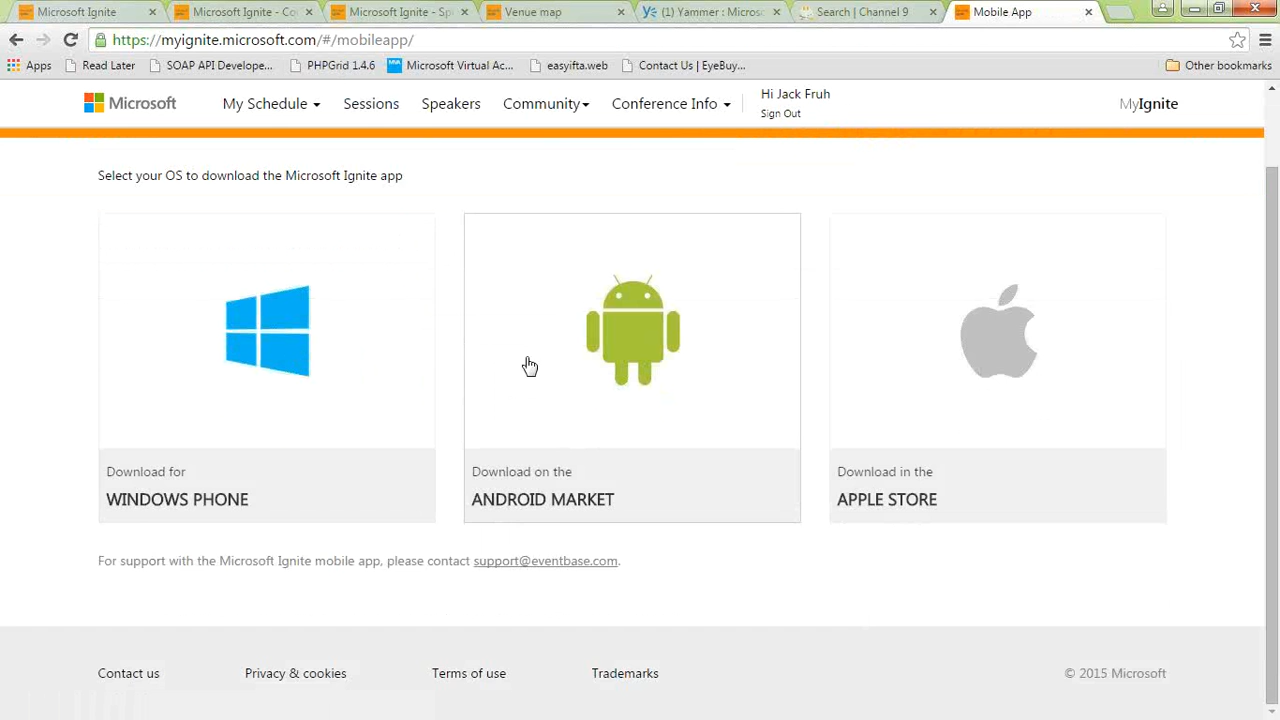 Microsoft Ignite
Microsoft Ignite - Co
Microsoft Ignite - Sp
Venue map
(1) Yammer : Micros
Search | Channel 9
Mobile App
https://myignite.microsoft.com/#/mobileapp/
Apps
Read Later
SOAP API Develope...
PHPGrid 1.4.6
Microsoft Virtual Ac...
easyifta.web
Contact Us | EyeBuy...
Other bookmarks
Microsoft
My Schedule
Sessions
Speakers
Community
Conference Info
Hi Jack Fruh
Sign Out
MyIgnite
Select your OS to download the Microsoft Ignite app
Download for
WINDOWS PHONE
Download on the
ANDROID MARKET
Download in the
APPLE STORE
For support with the Microsoft Ignite mobile app, please contact support@eventbase.com.
Contact us
Privacy & cookies
Terms of use
Trademarks
© 2015 Microsoft